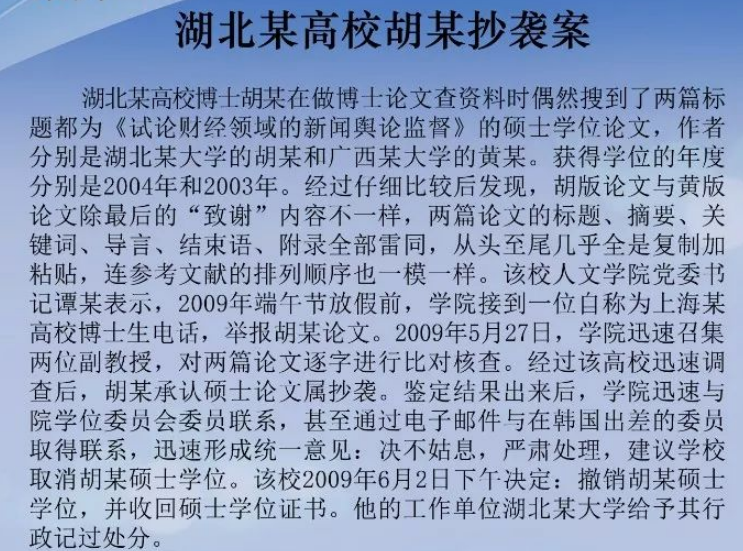 湖北某高校胡某抄袭案
湖北某高校博士胡某在做博士论文查资料时偶然搜到了两篇标
题都为《试论财经领域的新闻舆论监督》的硕士学位论文，作者
分别是湖北某大学的胡某和广西某大学的黄某。获得学位的年度
分别是2004年和2003年。经过仔细比较后发现，胡版论文与黄版
论文除最后的“致谢”内容不一样，两篇论文的标题、摘要、关
键词、导言、结束语、附录全部雷同，从头至尾几乎全是复制加
粘贴，连参考文献的排列顺序也一模一样。该校人文学院党委书
记谭某表示，2009年端午节放假前，学院接到一位自称为上海某
高校博士生电话，举报胡某论文。2009年5月27日，学院迅速召集
两位副教授，对两篇论文逐字进行比对核查。经过该高校迅速调
查后，胡某承认硕士论文属抄袭。鉴定结果出来后，学院迅速与
院学位委员会委员联系，甚至通过电子邮件与在韩国出差的委员
取得联系，迅速形成统一意见：决不姑息，严肃处理，建议学校
取消胡某硕士学位。该校2009年6月2日下午决定：撤销胡某硕士
学位，并收回硕士学位证书。他的工作单位湖北某大学给予其行
政记过处分。